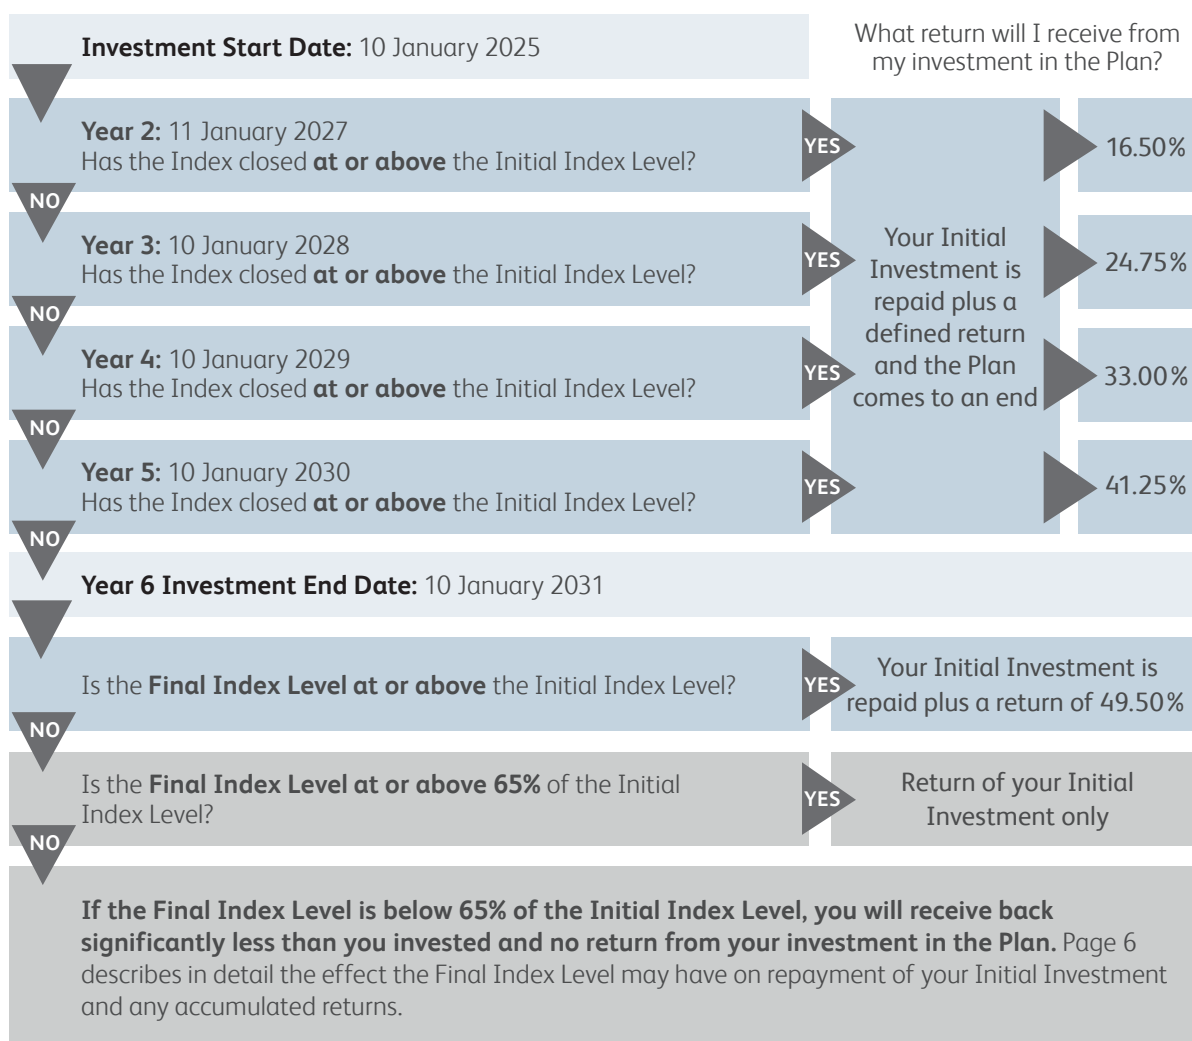 Investment Start Date: 10 January 2025
What return will I receive from
my investment in the Plan?
Year 2: 11 January 2027
Has the Index closed at or above the Initial Index Level?
YES
16.50%
NO
Year 3: 10 January 2028
Has the Index closed at or above the Initial Index Level?
YES
24.75%
NO
Year 4: 10 January 2029
Has the Index closed at or above the Initial Index Level?
YES
33.00%
NO
Year 5: 10 January 2030
Has the Index closed at or above the Initial Index Level?
YES
41.25%
Your Initial
Investment is
repaid plus a
defined return
and the Plan
comes to an end
NO
Year 6 Investment End Date: 10 January 2031
Is the Final Index Level at or above the Initial Index Level?
YES
Your Initial Investment is
repaid plus a return of 49.50%
NO
Is the Final Index Level at or above 65% of the Initial
Index Level?
YES
Return of your Initial
Investment only
NO
If the Final Index Level is below 65% of the Initial Index Level, you will receive back
significantly less than you invested and no return from your investment in the Plan. Page 6
describes in detail the effect the Final Index Level may have on repayment of your Initial Investment
and any accumulated returns.